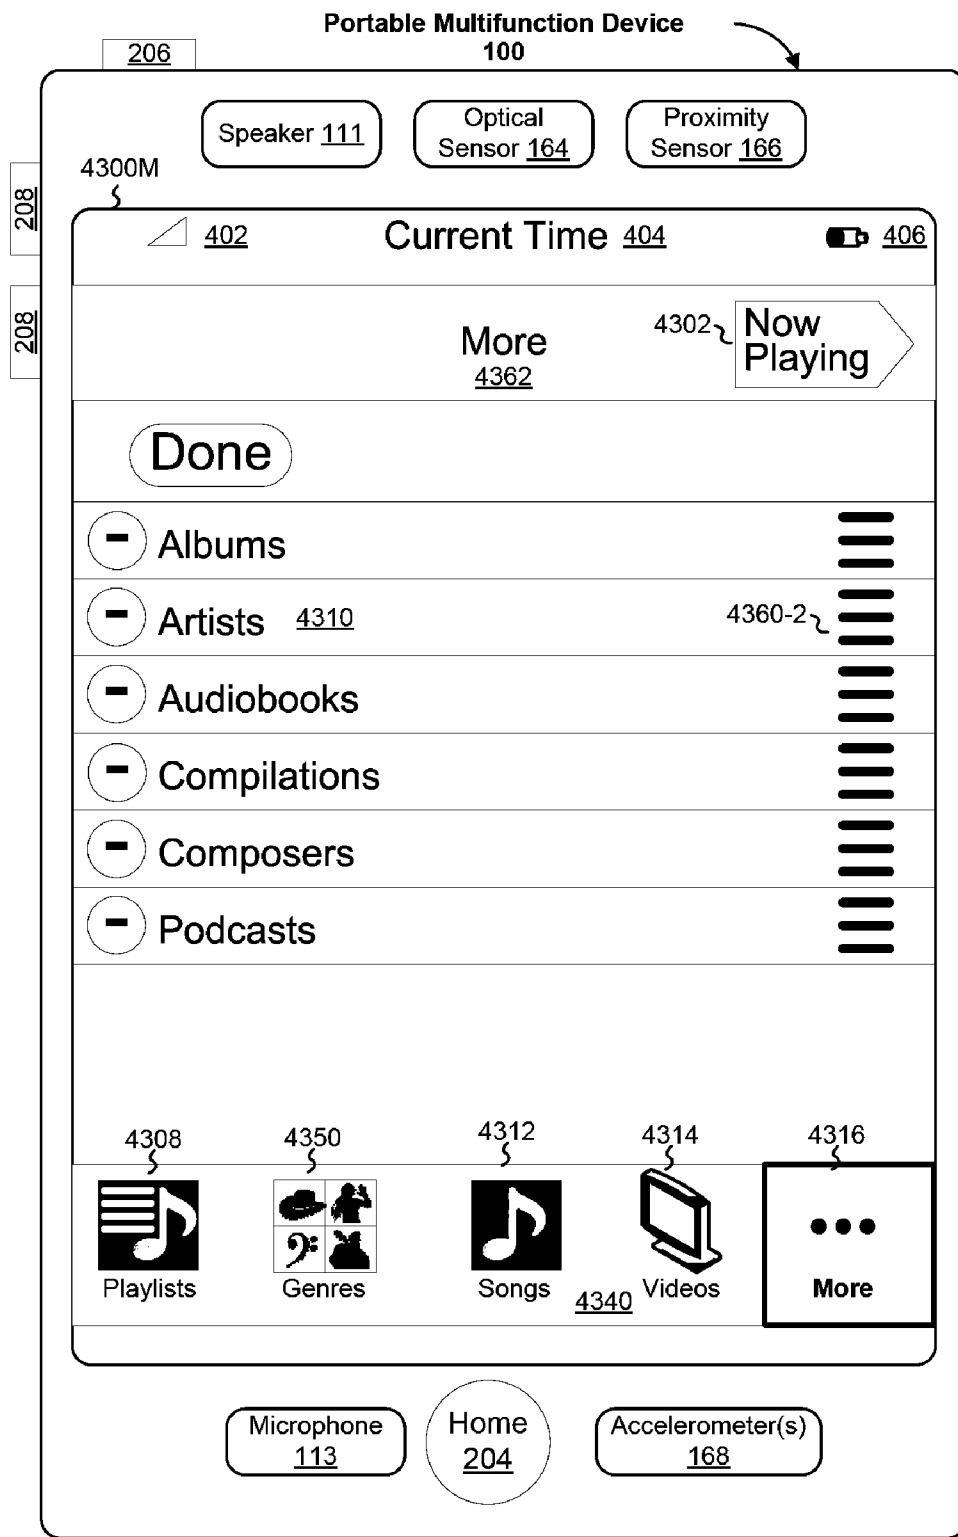 Portable Multifunction Device
100
206
Speaker 111
Optical
Sensor 164
Proximity
Sensor 166
4300M
208
208
402
Current Time 404
406
More
4362
4302
Now
Playing
Done
Albums
Artists 4310
4360-2
Audiobooks
Compilations
Composers
Podcasts
4308
4350
4312
4314
4316
Playlists
Genres
Songs
4340
Videos
More
Microphone
113
Home
204
Accelerometer(s)
168